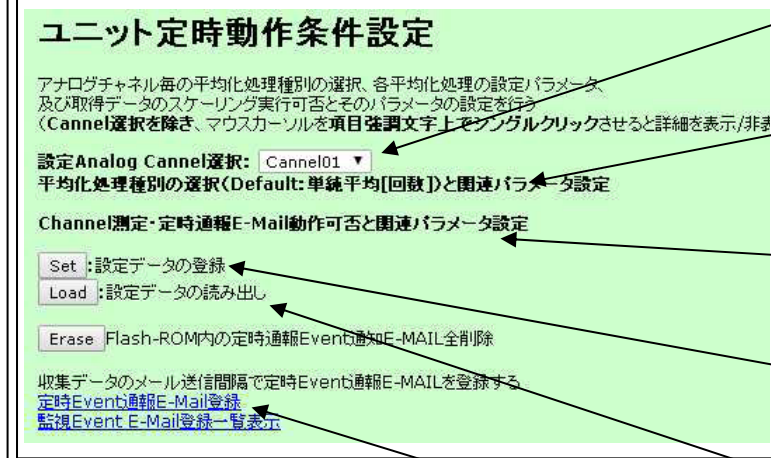 ユニット定時動作条件設定
アナログチャネル毎の平均化処理種別の選択、各平均化処理の設定パラメータ、
及び取得データのスケーリング実行可否とそのパラメータの設定を行う
（Cannel選択を除き、マウスカーソルを項目強調文字上でシングルクリックさせると詳細を表示/非表
設定Analog Cannel選択: Cannel01 ▼
平均化処理種別の選択（Default:単純平均[回数]）と関連パラメータ設定
Channel測定・定時通報E-Mail動作可否と関連パラメータ設定
Set :設定データの登録
Load :設定データの読み出し
Erase Flash-ROM内の定時通報Event通知E-MAIL全削除
収集データのメール送信間隔で定時Event通報E-MAILを登録する
定時Event通報E-Mail登録
監視Event E-Mail登録一覧表示